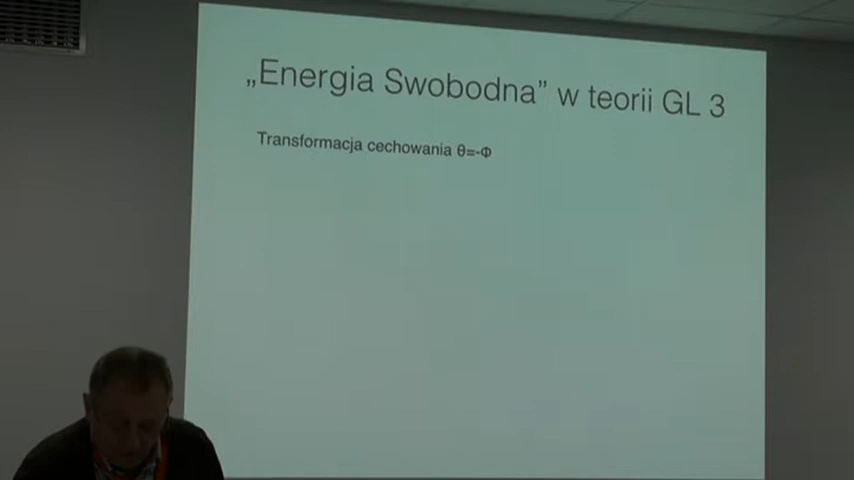 „Energia Swobodna” w teorii GL 3
Transformacja cechowania θ=-Φ